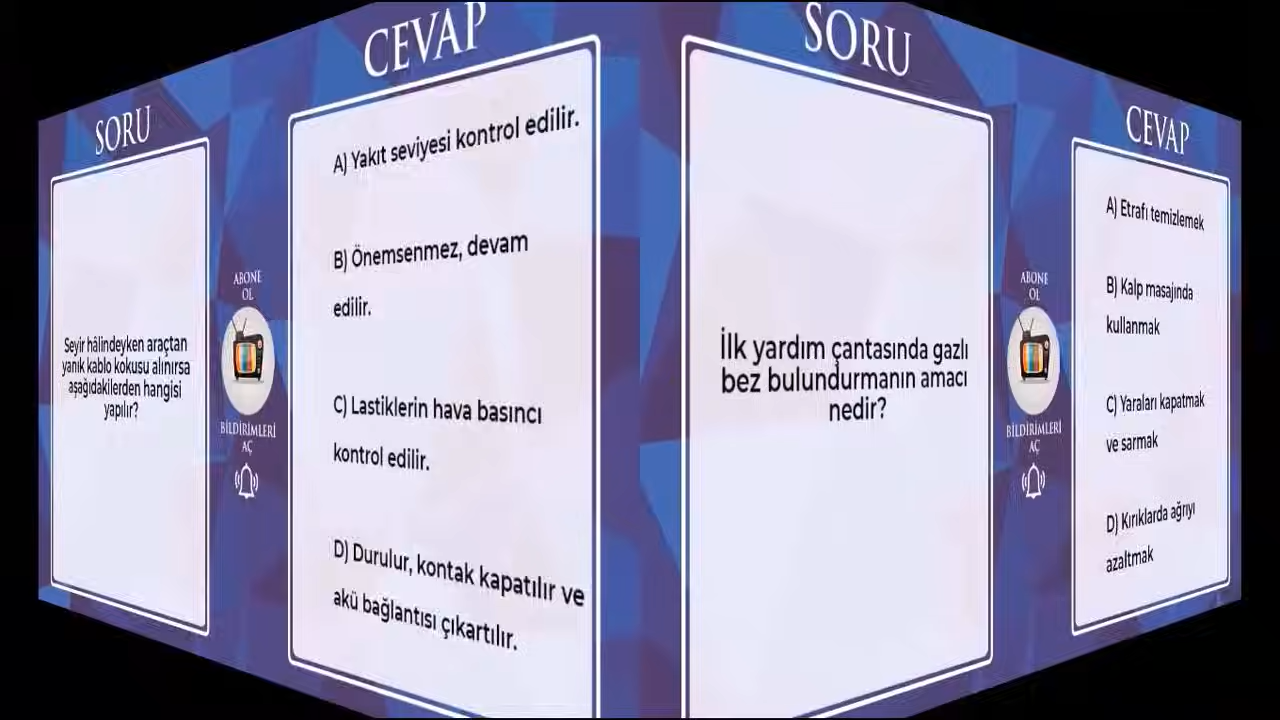 SORU
Seyir hâlindeyken araçtan
yanık kablo kokusu alınırsa
aşağıdakilerden hangisi
yapılır?
ABONE
OL
BİLDİRİMLERİ
AÇ
CEVAP
A) Yakıt seviyesi kontrol edilir.
B) Önemsenmez, devam
edilir.
C) Lastiklerin hava basıncı
kontrol edilir.
D) Durulur, kontak kapatılır ve
akü bağlantısı çıkartılır.
SORU
İlk yardım çantasında gazlı
bez bulundurmanın amacı
nedir?
ABONE
OL
BİLDİRİMLERİ
AÇ
CEVAP
A) Etrafı temizlemek
B) Kalp masajında
kullanmak
C) Yaraları kapatmak
ve sarmak
D) Kırıklarda ağrıyı
azaltmak